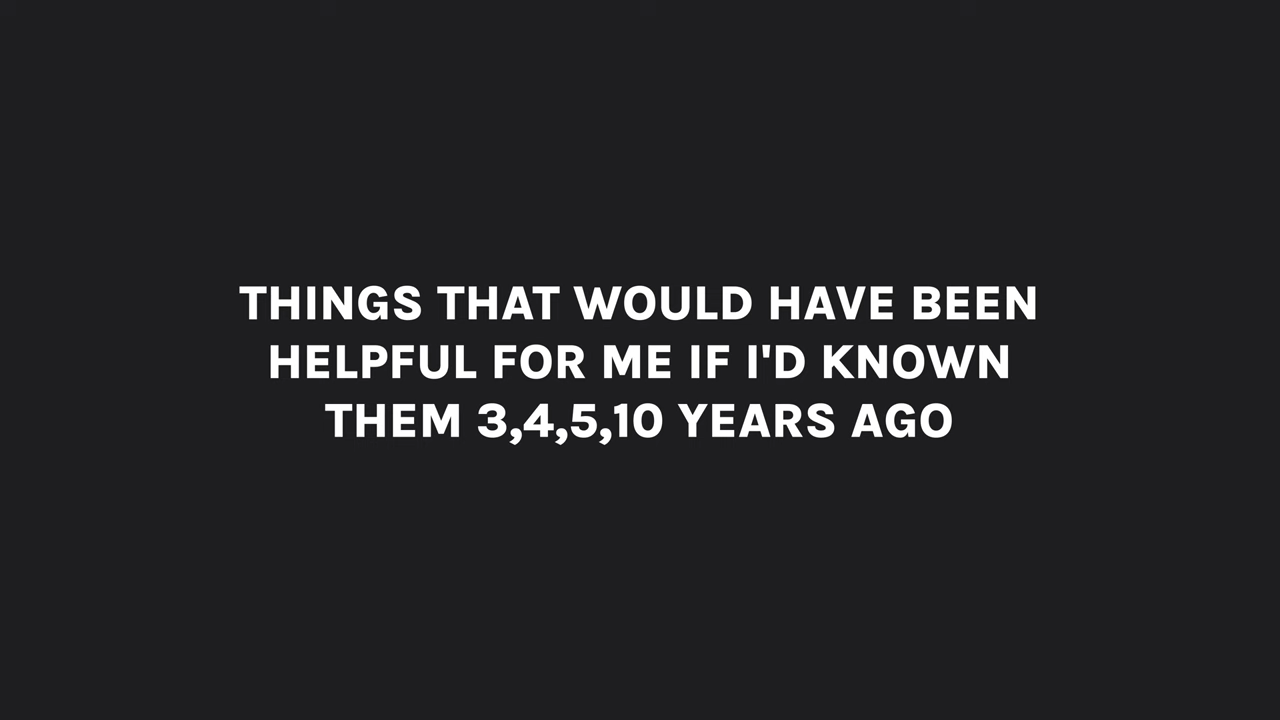 THINGS THAT WOULD HAVE BEEN
HELPFUL FOR ME IF I'D KNOWN
THEM 3,4,5,10 YEARS AGO